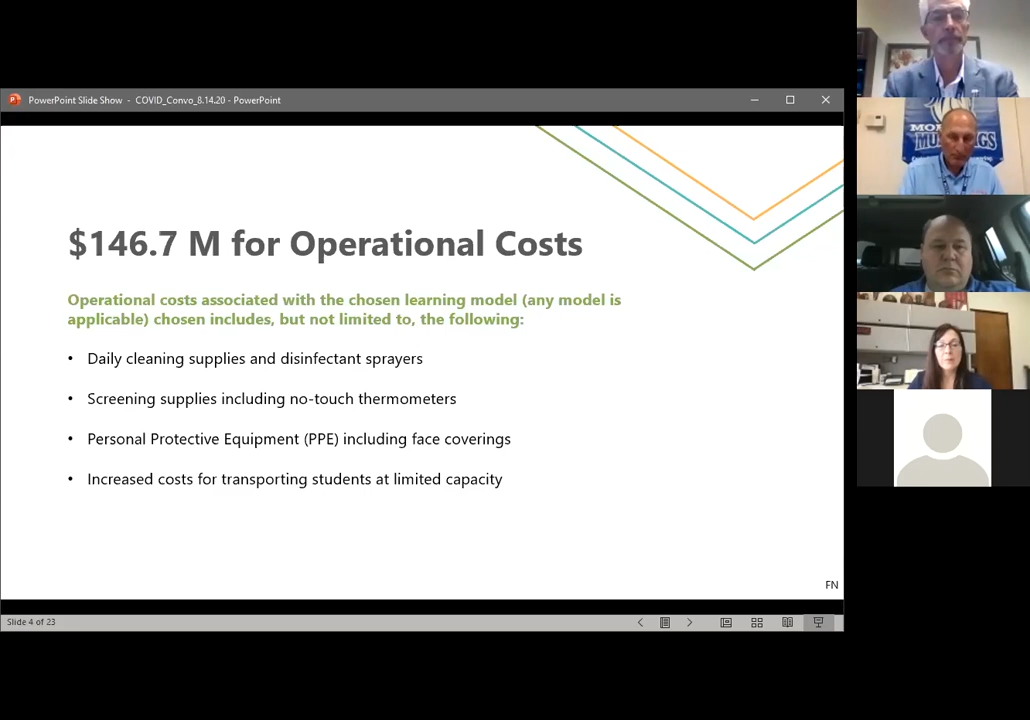 PowerPoint Slide Show - COVID_Convo_8.14.20 - PowerPoint
$146.7 M for Operational Costs
Operational costs associated with the chosen learning model (any model is
applicable) chosen includes, but not limited to, the following:
• Daily cleaning supplies and disinfectant sprayers
• Screening supplies including no-touch thermometers
• Personal Protective Equipment (PPE) including face coverings
• Increased costs for transporting students at limited capacity
FN
Slide 4 of 23